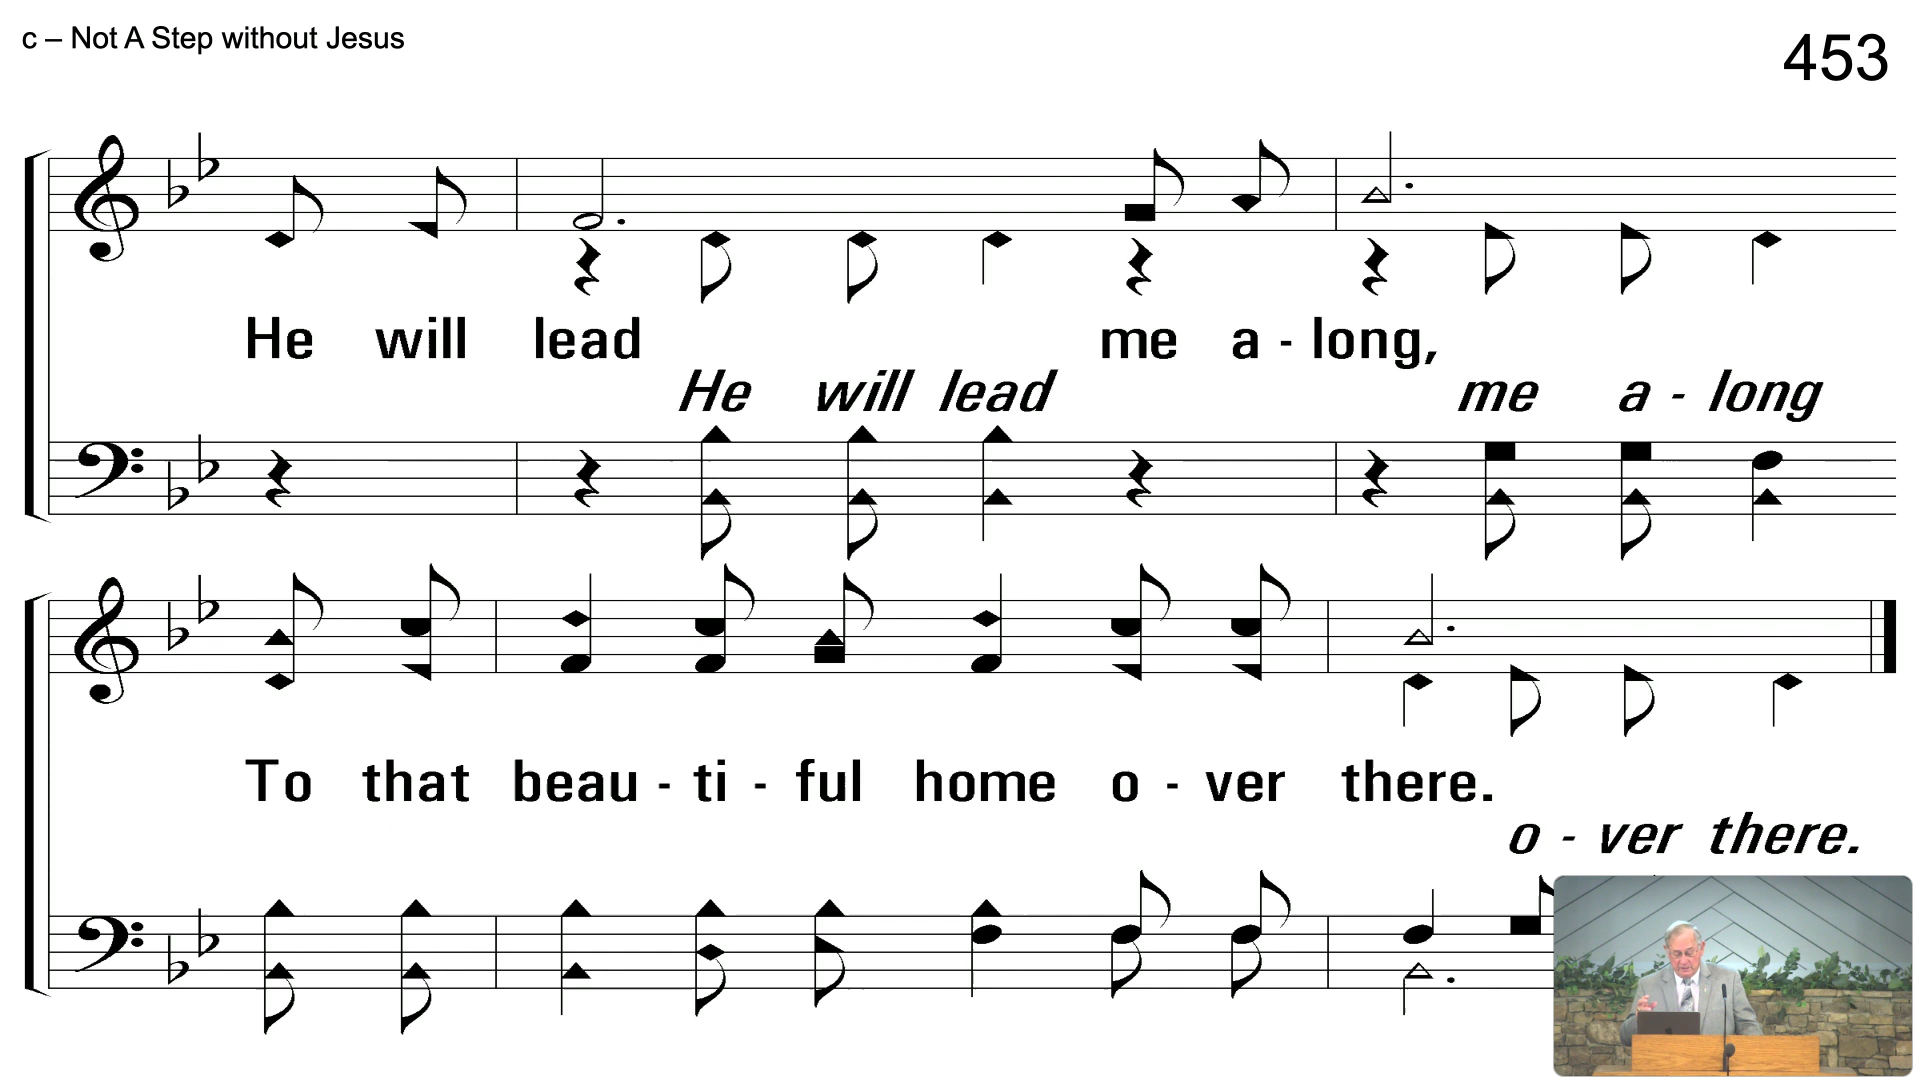 c – Not A Step without Jesus
453
He will lead me a - long,
He will lead me a - long
To that beau - ti - ful home o - ver there.
o - ver there.